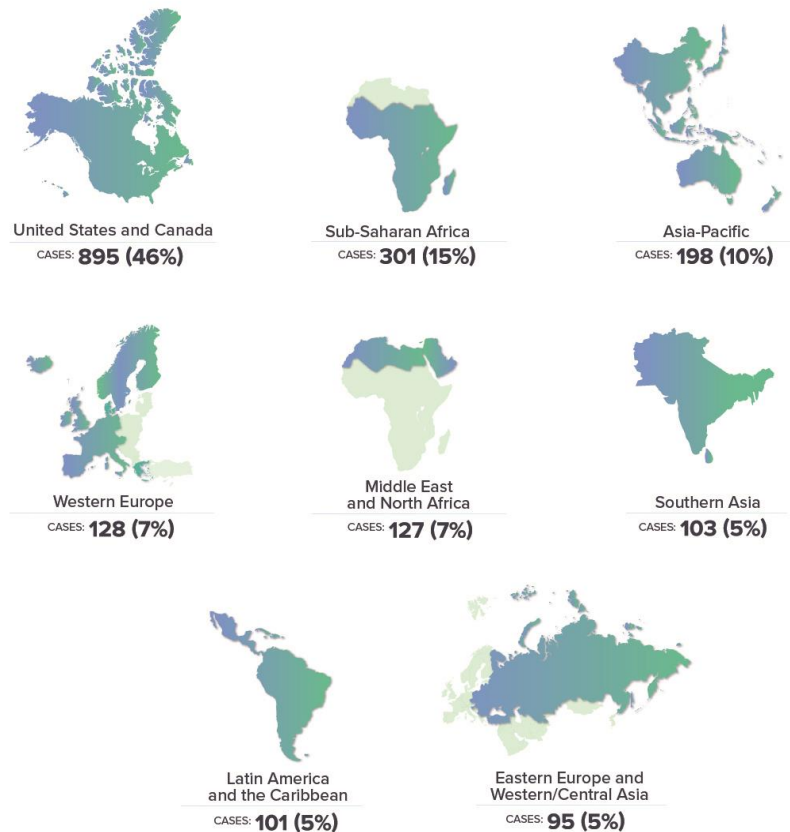 United States and Canada
CASES: 895 (46%)
Sub-Saharan Africa
CASES: 301 (15%)
Asia-Pacific
CASES: 198 (10%)
Western Europe
CASES: 128 (7%)
Middle East
and North Africa
CASES: 127 (7%)
Southern Asia
CASES: 103 (5%)
Latin America
and the Caribbean
CASES: 101 (5%)
Eastern Europe and
Western/Central Asia
CASES: 95 (5%)